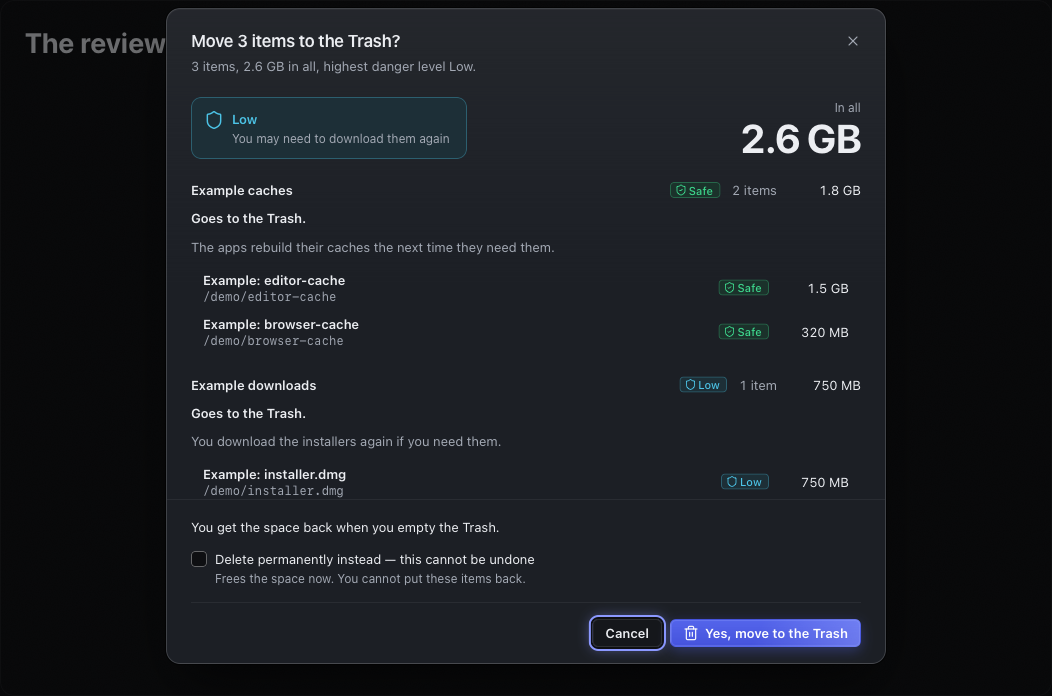 The review
Move 3 items to the Trash?
3 items, 2.6 GB in all, highest danger level Low.
Low
You may need to download them again
In all
2.6 GB
Example caches
Safe
2 items
1.8 GB
Goes to the Trash.
The apps rebuild their caches the next time they need them.
Example: editor-cache
/demo/editor-cache
Safe
1.5 GB
Example: browser-cache
/demo/browser-cache
Safe
320 MB
Example downloads
Low
1 item
750 MB
Goes to the Trash.
You download the installers again if you need them.
Example: installer.dmg
/demo/installer.dmg
Low
750 MB
You get the space back when you empty the Trash.
Delete permanently instead — this cannot be undone
Frees the space now. You cannot put these items back.
Cancel
Yes, move to the Trash